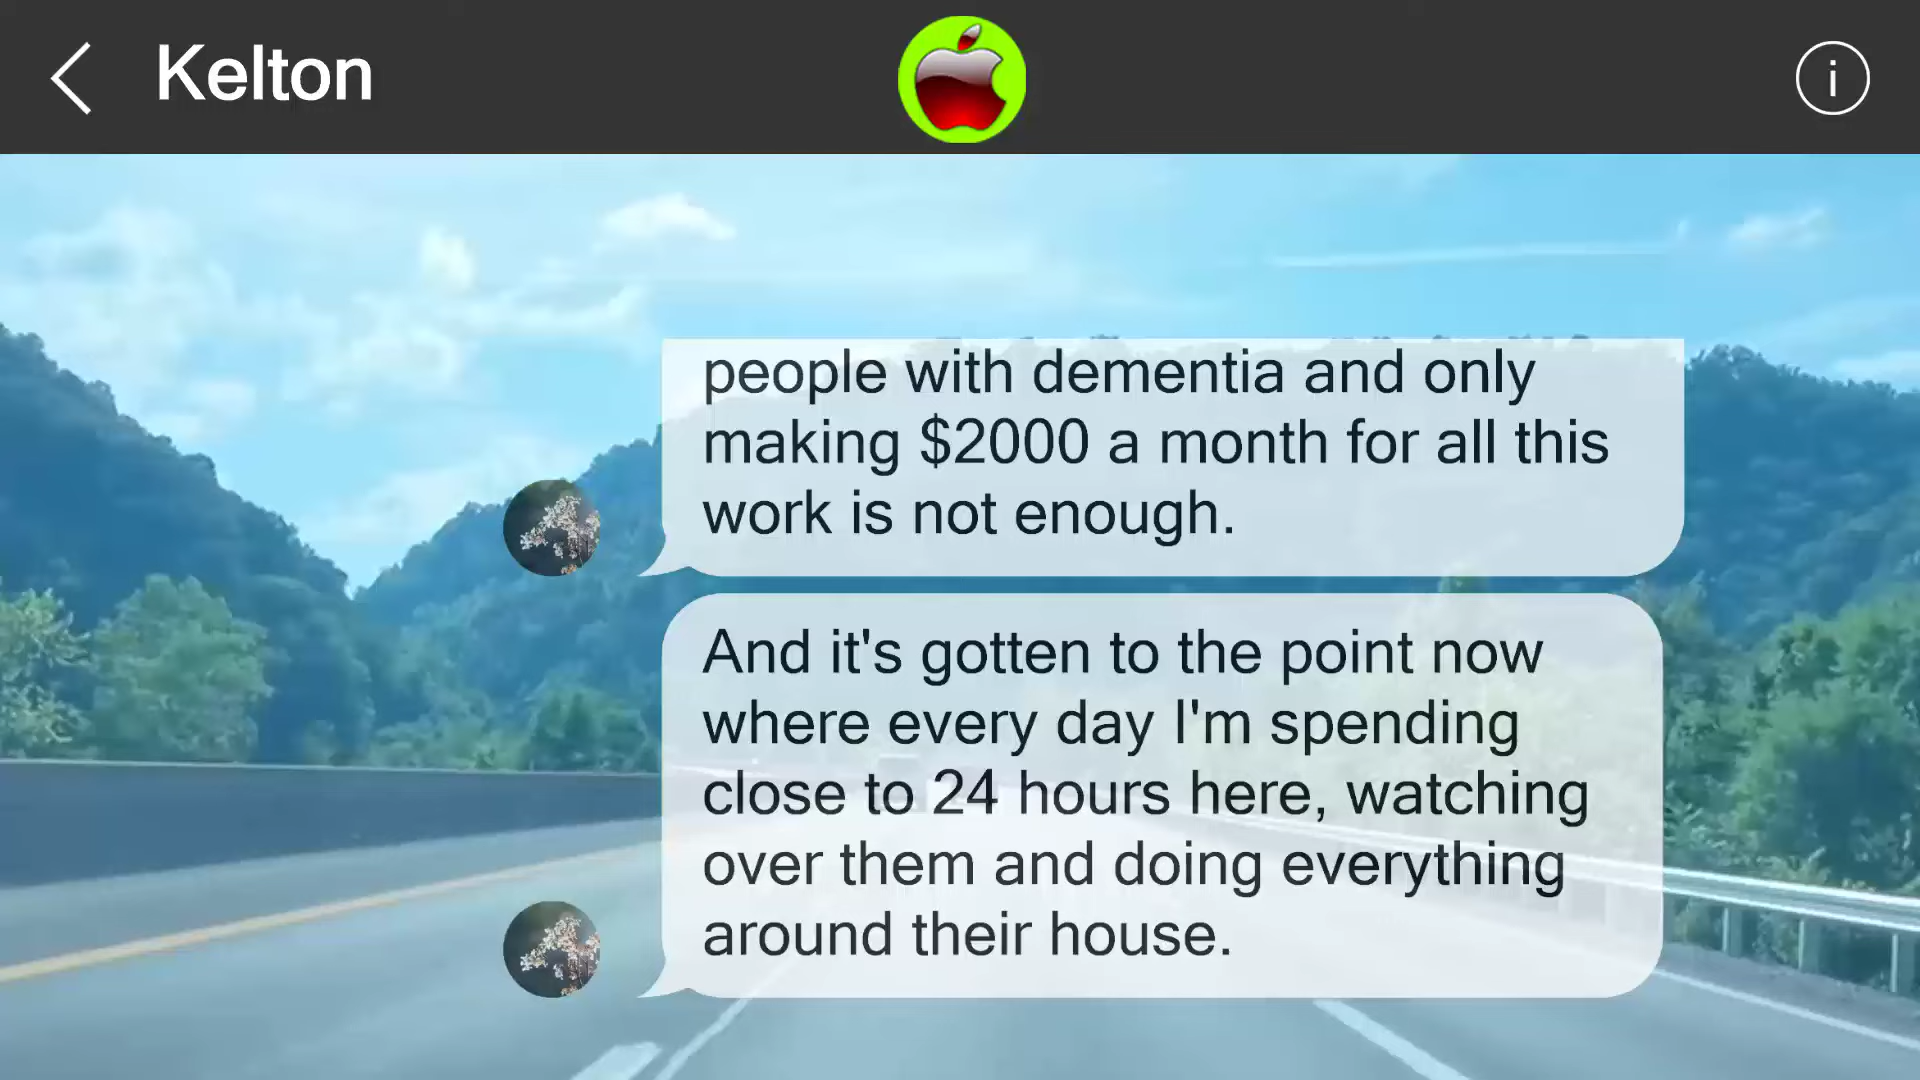 Kelton
people with dementia and only
making $2000 a month for all this
work is not enough.
And it's gotten to the point now
where every day I'm spending
close to 24 hours here, watching
over them and doing everything
around their house.